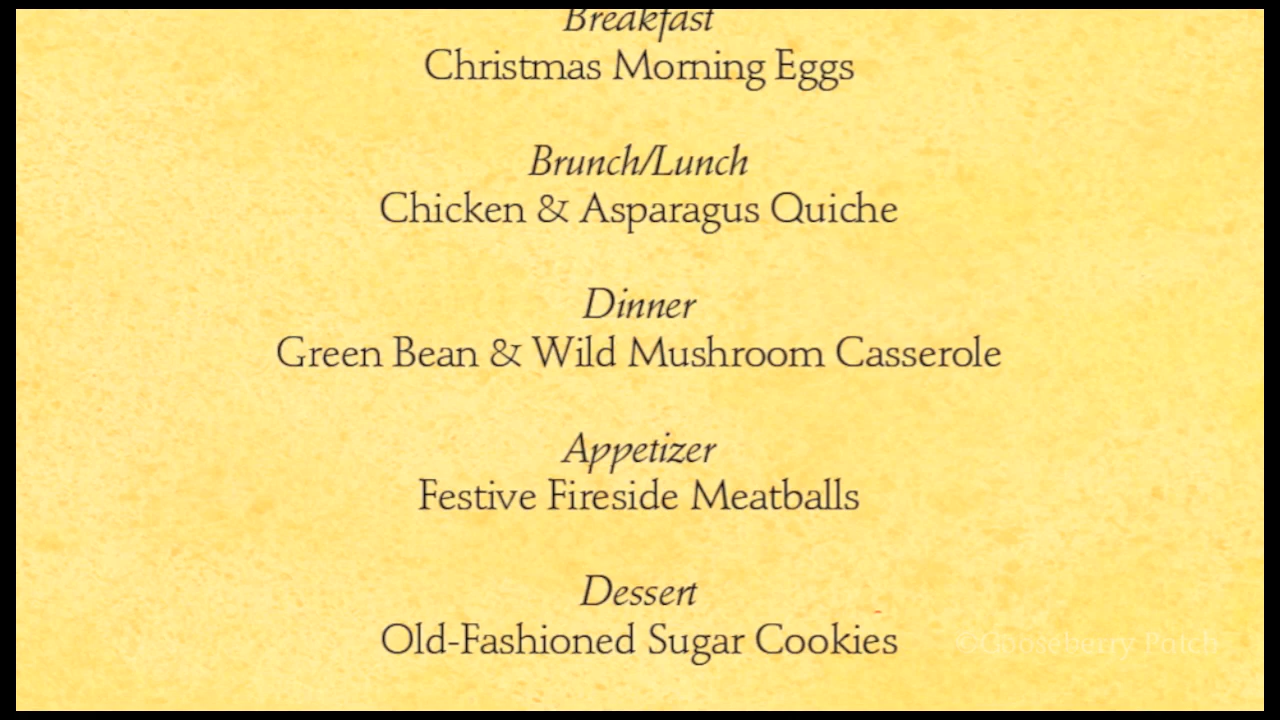 Breakfast
Christmas Morning Eggs
Brunch/Lunch
Chicken & Asparagus Quiche
Dinner
Green Bean & Wild Mushroom Casserole
Appetizer
Festive Fireside Meatballs
Dessert
Old-Fashioned Sugar Cookies
©Gooseberry Patch